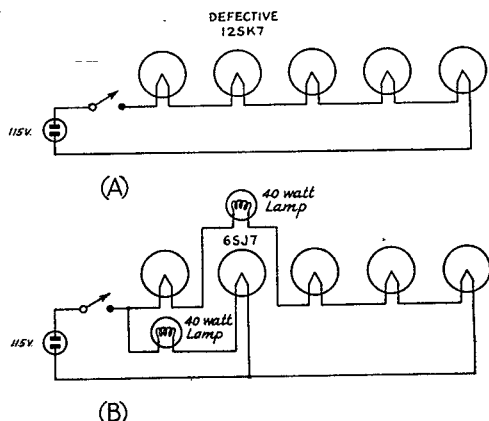 DEFECTIVE
12SK7
115V.
(A)
40 watt
Lamp
6SJ7
40 watt
Lamp
115V.
(B)